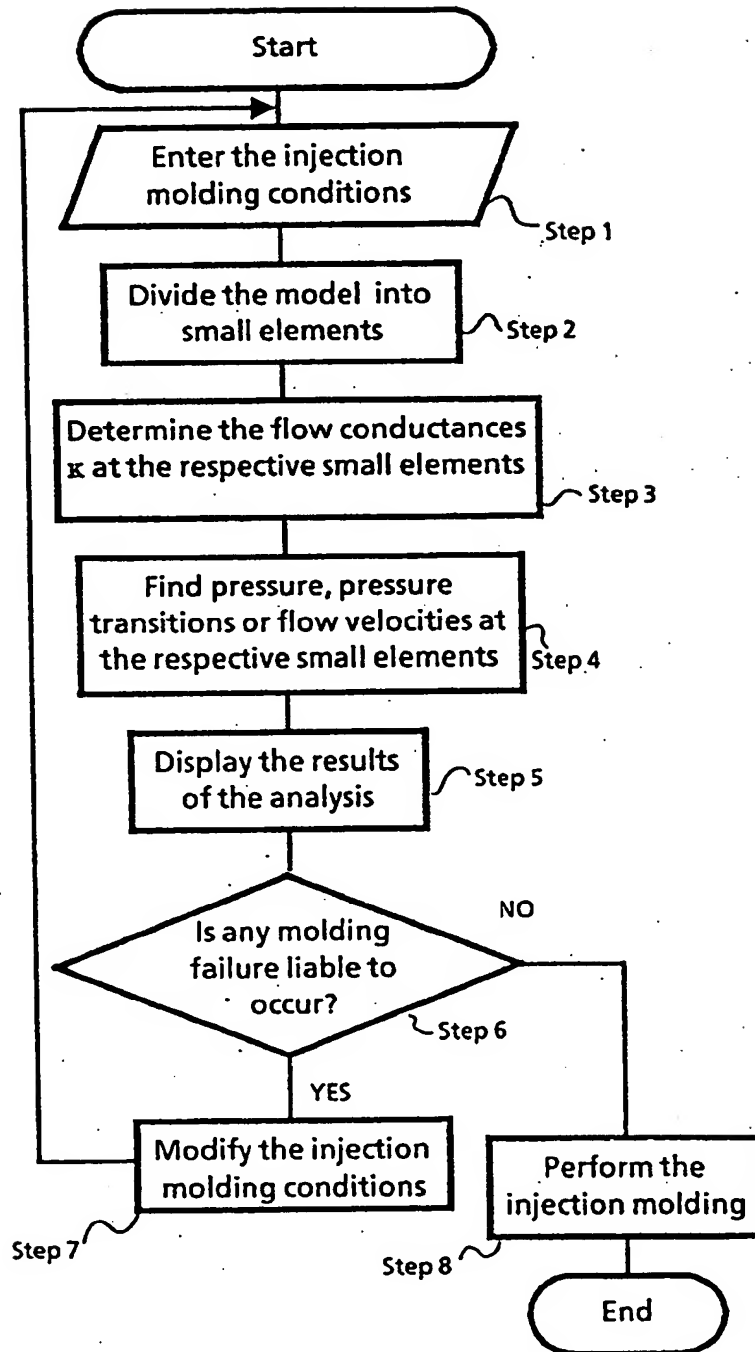 Start
Enter the injection
molding conditions
Step 1
Divide the model into
small elements
Step 2
Determine the flow conductances
κ at the respective small elements
Step 3
Find pressure, pressure
transitions or flow velocities at
the respective small elements
Step 4
Display the results
of the analysis
Step 5
Is any molding
failure liable to
occur?
NO
Step 6
YES
Modify the injection
molding conditions
Step 7
Perform the
injection molding
Step 8
End